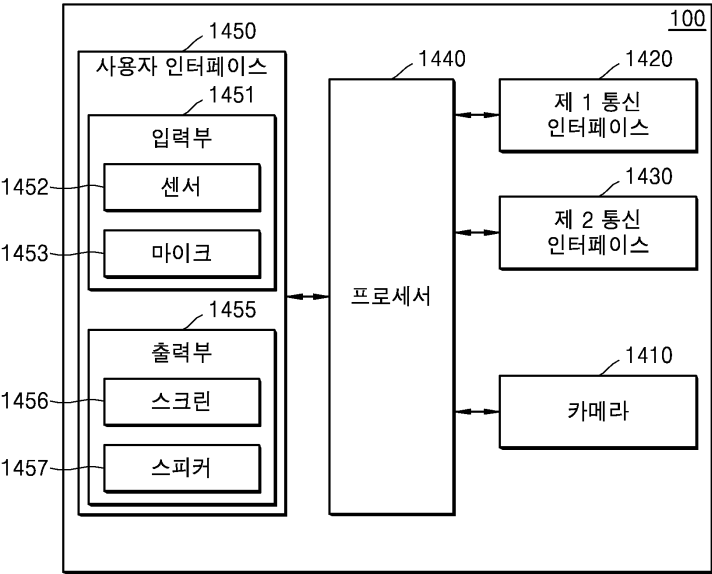 100
1450
사용자 인터페이스
1451
입력부
1452
센서
1453
마이크
1455
출력부
1456
스크린
1457
스피커
1440
프로세서
1420
제 1 통신
인터페이스
1430
제 2 통신
인터페이스
1410
카메라